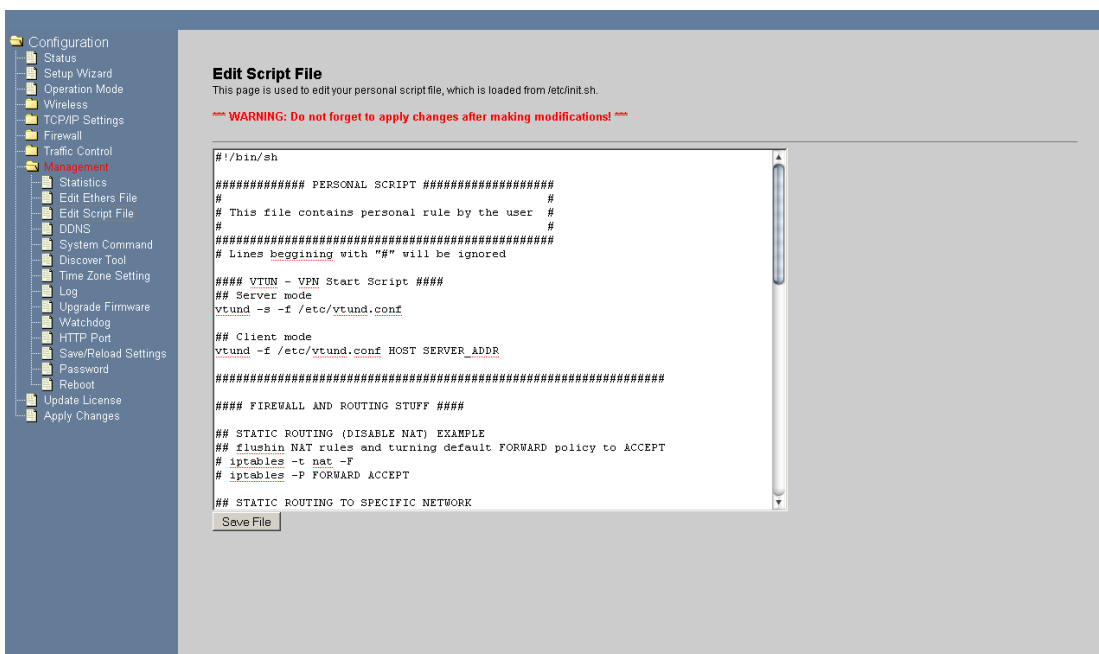 Configuration
Status
Setup Wizard
Operation Mode
Wireless
TCP/IP Settings
Firewall
Traffic Control
Management
Statistics
Edit Ethers File
Edit Script File
DDNS
System Command
Discover Tool
Time Zone Setting
Log
Upgrade Firmware
Watchdog
HTTP Port
Save/Reload Settings
Password
Reboot
Update License
Apply Changes
Edit Script File
This page is used to edit your personal script file, which is loaded from /etc/init.sh.
*** WARNING: Do not forget to apply changes after making modifications! ***
#!/bin/sh
############# PERSONAL SCRIPT ###################
# #
# This file contains personal rule by the user #
# #
#################################################
# Lines beggining with "#" will be ignored
#### VTUN - VPN Start Script ####
## Server mode
vtund -s -f /etc/vtund.conf
## Client mode
vtund -f /etc/vtund.conf HOST SERVER_ADDR
#################################################################
#### FIREWALL AND ROUTING STUFF ####
## STATIC ROUTING (DISABLE NAT) EXAMPLE
## flushin NAT rules and turning default FORWARD policy to ACCEPT
# iptables -t nat -F
# iptables -P FORWARD ACCEPT
## STATIC ROUTING TO SPECIFIC NETWORK
Save File